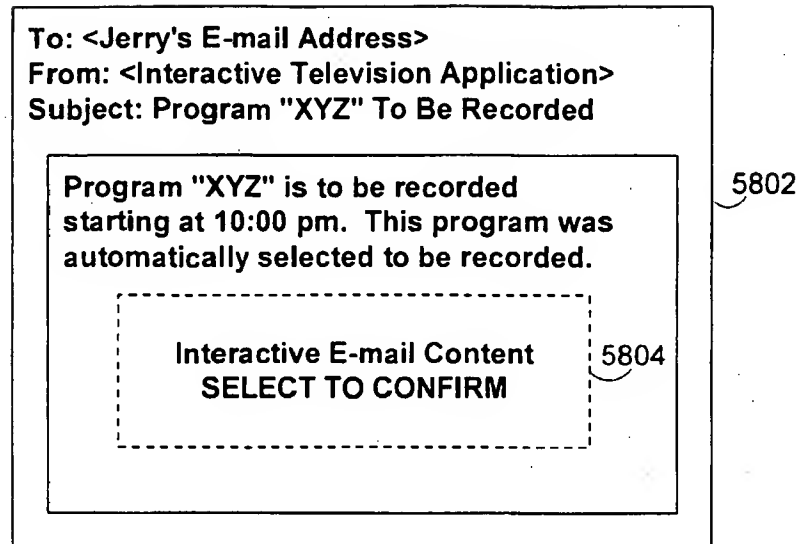 To: <Jerry's E-mail Address>
From: <Interactive Television Application>
Subject: Program "XYZ" To Be Recorded
Program "XYZ" is to be recorded
starting at 10:00 pm. This program was
automatically selected to be recorded.
5802
Interactive E-mail Content
SELECT TO CONFIRM
5804